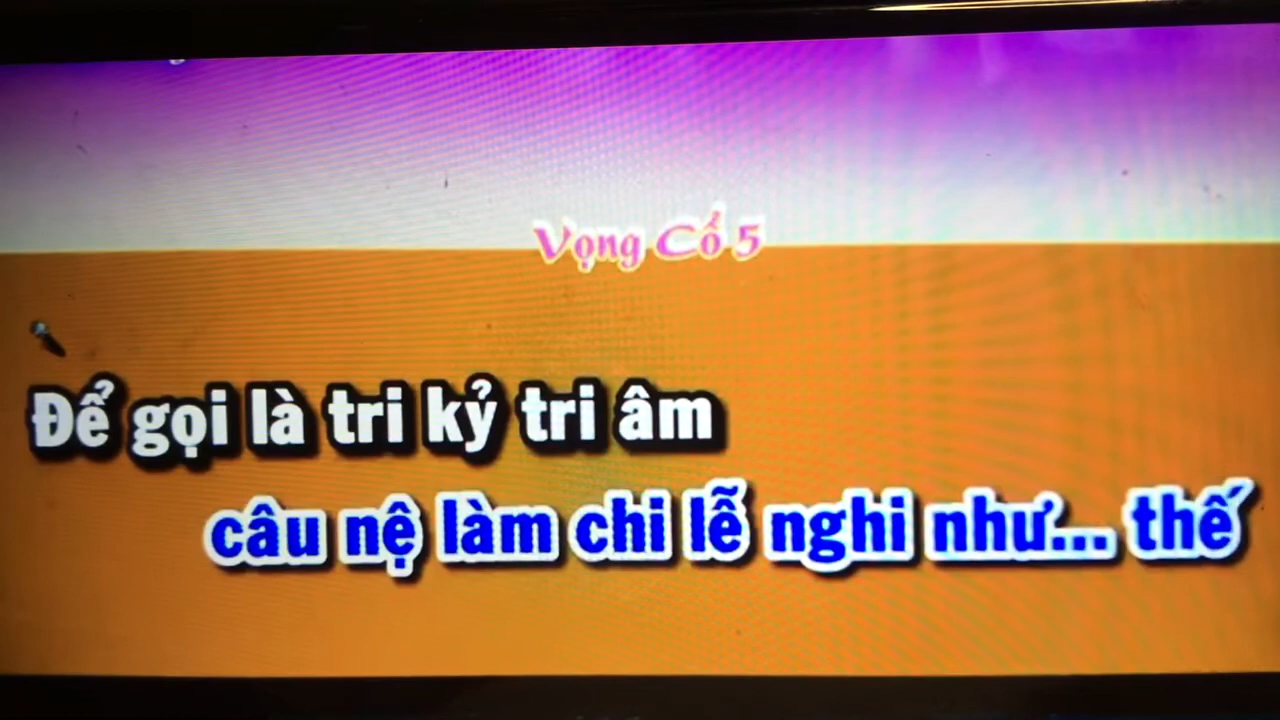 Vọng Cổ 5
Để gọi là tri kỷ tri âm
câu nệ làm chi lễ nghi như... thế